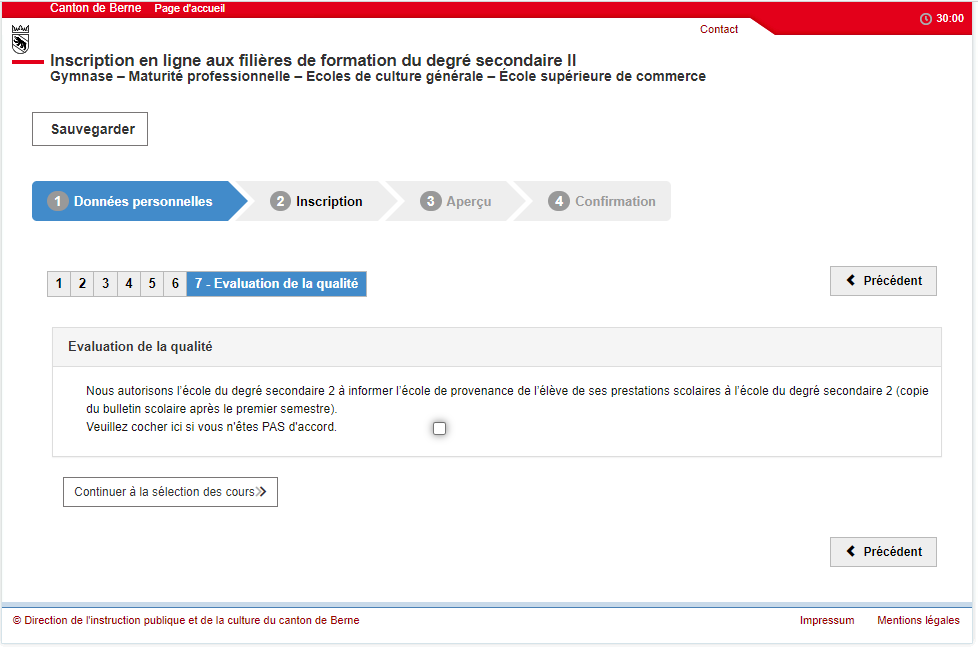 Canton de Berne Page d'accueil
30:00
Contact
Inscription en ligne aux filières de formation du degré secondaire II
Gymnase – Maturité professionnelle – Ecoles de culture générale – École supérieure de commerce
Sauvegarder
1 Données personnelles 2 Inscription 3 Aperçu 4 Confirmation
1 2 3 4 5 6 7 - Evaluation de la qualité
Précédent
Evaluation de la qualité
Nous autorisons l'école du degré secondaire 2 à informer l'école de provenance de l'élève de ses prestations scolaires à l'école du degré secondaire 2 (copie
du bulletin scolaire après le premier semestre).
Veuillez cocher ici si vous n'êtes PAS d'accord.
Continuer à la sélection des cours
Précédent
© Direction de l'instruction publique et de la culture du canton de Berne Impressum Mentions légales